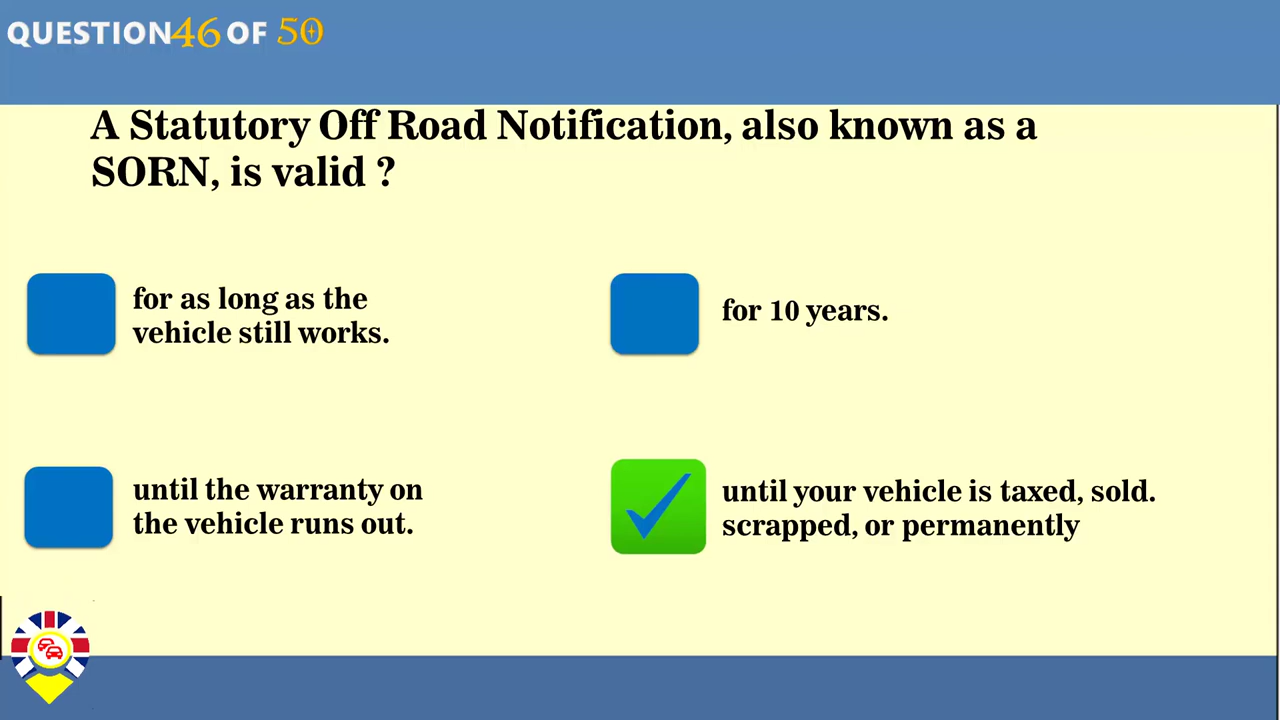 QUESTION 46 OF 50
A Statutory Off Road Notification, also known as a
SORN, is valid ?
for as long as the
vehicle still works.
for 10 years.
until the warranty on
the vehicle runs out.
until your vehicle is taxed, sold.
scrapped, or permanently